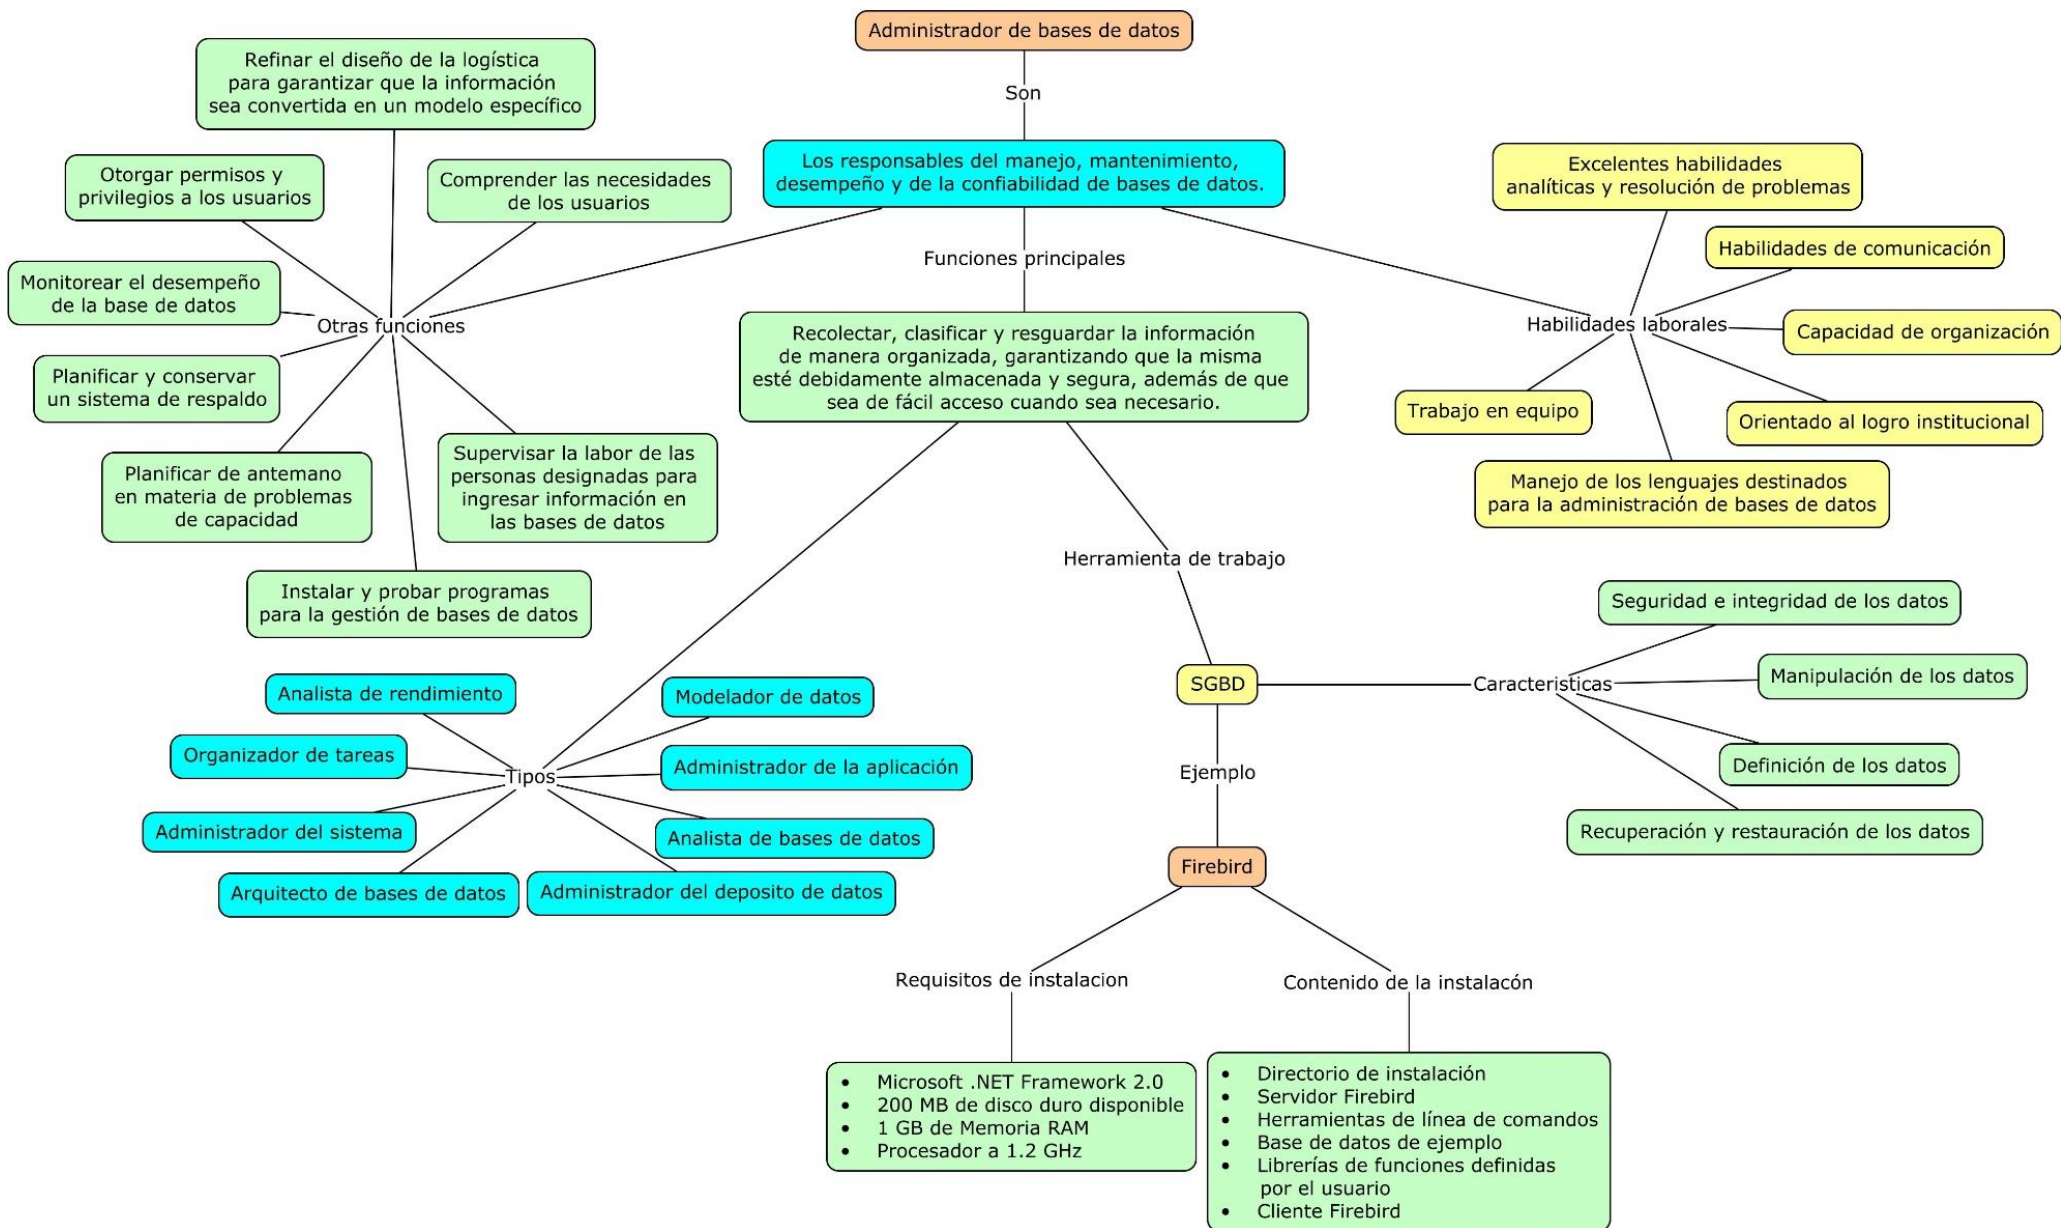 Administrador de bases de datos
Son
Los responsables del manejo, mantenimiento,
desempeño y de la confiabilidad de bases de datos.
Refinar el diseño de la logística
para garantizar que la información
sea convertida en un modelo específico
Otorgar permisos y
privilegios a los usuarios
Comprender las necesidades
de los usuarios
Monitorear el desempeño
de la base de datos
Otras funciones
Planificar y conservar
un sistema de respaldo
Planificar de antemano
en materia de problemas
de capacidad
Supervisar la labor de las
personas designadas para
ingresar información en
las bases de datos
Instalar y probar programas
para la gestión de bases de datos
Funciones principales
Recolectar, clasificar y resguardar la información
de manera organizada, garantizando que la misma
esté debidamente almacenada y segura, además de que
sea de fácil acceso cuando sea necesario.
Excelentes habilidades
analíticas y resolución de problemas
Habilidades de comunicación
Habilidades laborales
Capacidad de organización
Trabajo en equipo
Orientado al logro institucional
Manejo de los lenguajes destinados
para la administración de bases de datos
Analista de rendimiento
Modelador de datos
Organizador de tareas
Tipos
Administrador de la aplicación
Administrador del sistema
Analista de bases de datos
Arquitecto de bases de datos
Administrador del deposito de datos
Herramienta de trabajo
SGBD
Caracteristicas
Seguridad e integridad de los datos
Manipulación de los datos
Definición de los datos
Recuperación y restauración de los datos
Ejemplo
Firebird
Requisitos de instalacion
• Microsoft .NET Framework 2.0
• 200 MB de disco duro disponible
• 1 GB de Memoria RAM
• Procesador a 1.2 GHz
Contenido de la instalacón
• Directorio de instalación
• Servidor Firebird
• Herramientas de línea de comandos
• Base de datos de ejemplo
• Librerías de funciones definidas
por el usuario
• Cliente Firebird